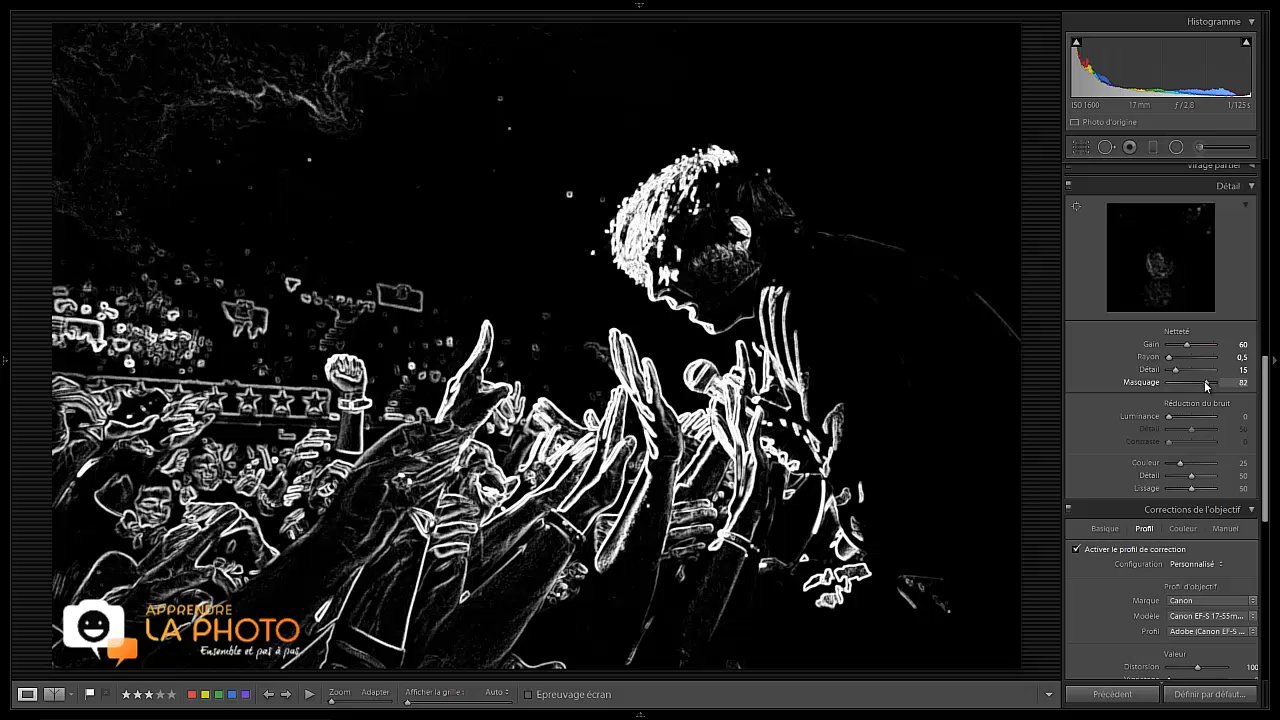 Histogramme
ISO 1600 17 mm ƒ / 2,8 1/125 s
Photo d'origine
Virage partiel
Détail
Netteté
Gain 60
Rayon 0,5
Détail 15
Masquage 82
Réduction du bruit
Luminance 0
Détail 50
Contraste 0
Couleur 25
Détail 50
Lissage 50
Corrections de l'objectif
Basique Profil Couleur Manuel
Activer le profil de correction
Configuration Personnalisé
Profil d'objectif
Marque Canon
Modèle Canon EF-S 17-55m...
Profil Adobe (Canon EF-S ...
Valeur
Distorsion 100
Précédent Définir par défaut...
APPRENDRE
LA PHOTO
Ensemble et pas à pas
Zoom Adapter Afficher la grille : Auto Epreuvage écran